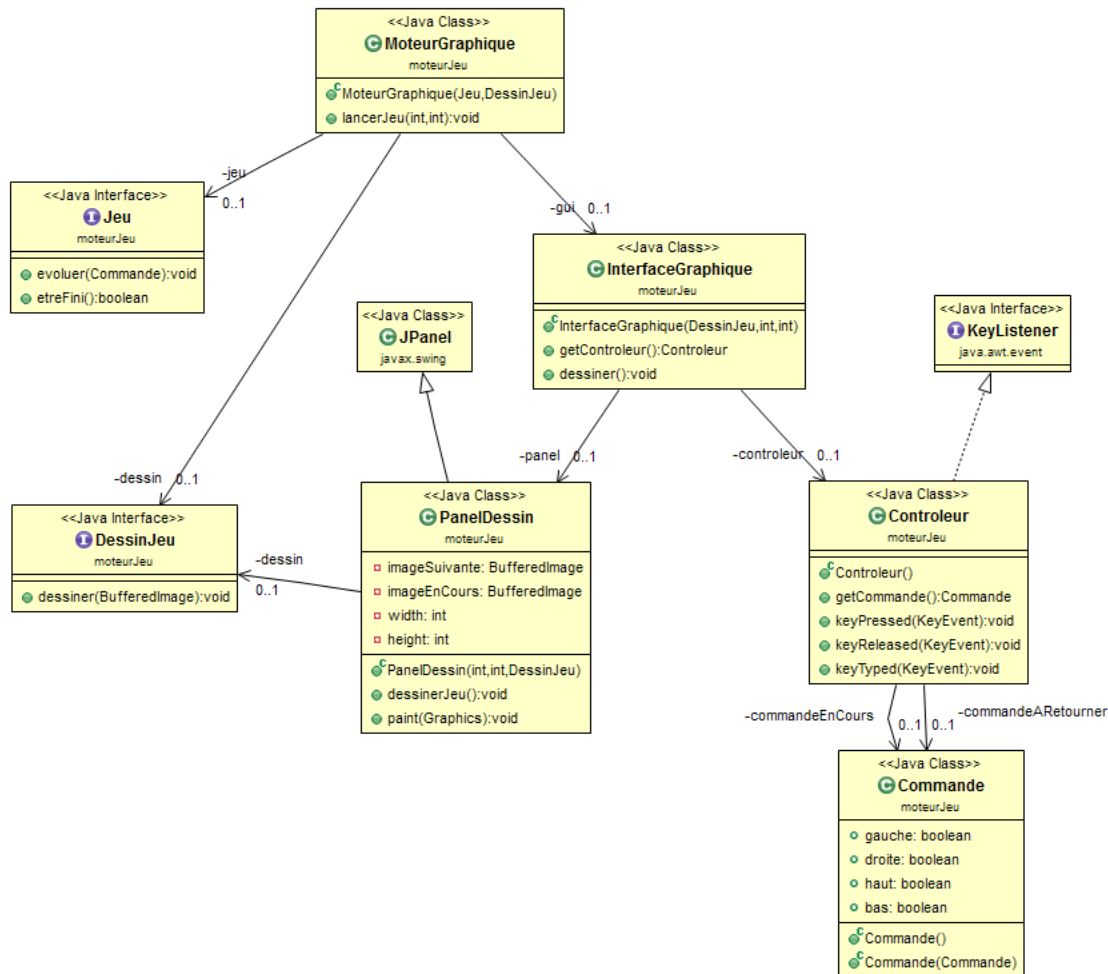 <<Java Class>>
MoteurGraphique
moteurJeu
MoteurGraphique(Jeu,DessinJeu)
lancerJeu(int,int):void
-jeu
0..1
<<Java Interface>>
Jeu
moteurJeu
evoluer(Commande):void
etreFini():boolean
-gui 0..1
<<Java Class>>
InterfaceGraphique
moteurJeu
InterfaceGraphique(DessinJeu,int,int)
getControleur():Controleur
dessiner():void
<<Java Class>>
JPanel
javax.swing
<<Java Interface>>
KeyListener
java.awt.event
-dessin 0..1
-panel 0..1
-controleur 0..1
<<Java Interface>>
DessinJeu
moteurJeu
dessiner(BufferedImage):void
-dessin
0..1
<<Java Class>>
PanelDessin
moteurJeu
imageSuivante: BufferedImage
imageEnCours: BufferedImage
width: int
height: int
PanelDessin(int,int,DessinJeu)
dessinerJeu():void
paint(Graphics):void
<<Java Class>>
Controleur
moteurJeu
Controleur()
getCommande():Commande
keyPressed(KeyEvent):void
keyReleased(KeyEvent):void
keyTyped(KeyEvent):void
-commandeEnCours 0..1
0..1 -commandeARetourner
<<Java Class>>
Commande
moteurJeu
gauche: boolean
droite: boolean
haut: boolean
bas: boolean
Commande()
Commande(Commande)